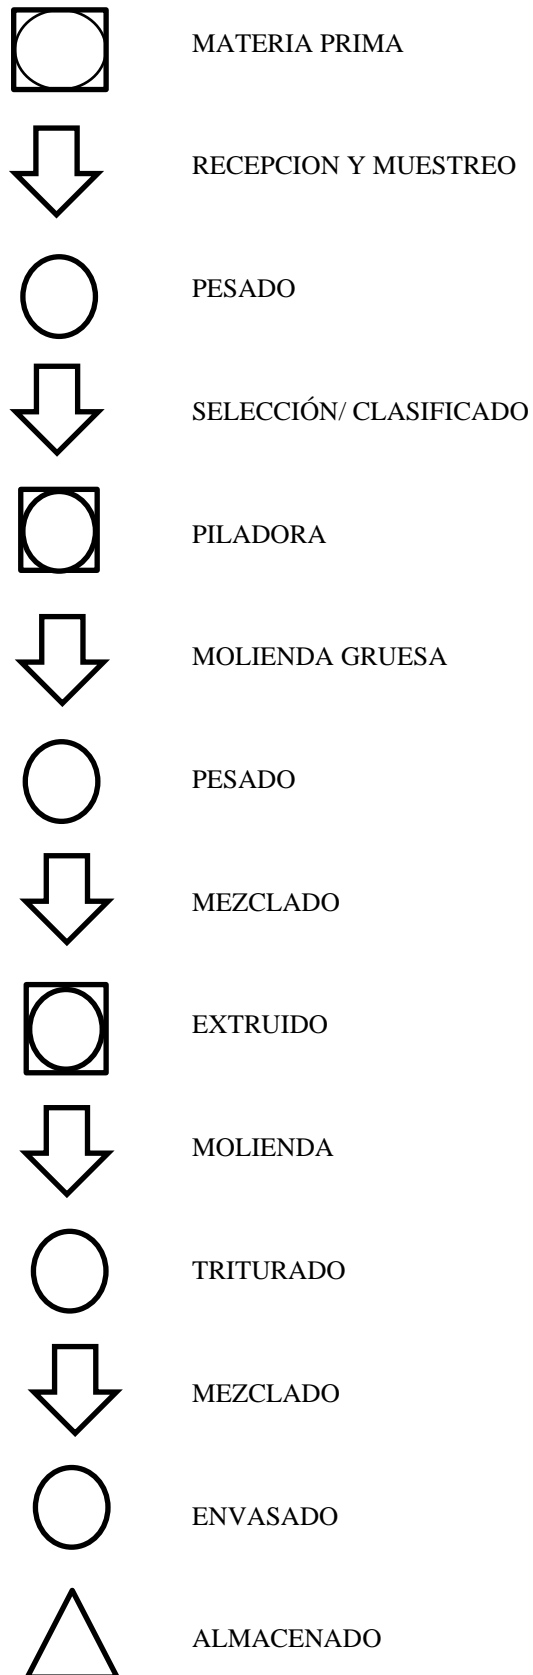 MATERIA PRIMA
RECEPCION Y MUESTREO
PESADO
SELECCIÓN/ CLASIFICADO
PILADORA
MOLIENDA GRUESA
PESADO
MEZCLADO
EXTRUIDO
MOLIENDA
TRITURADO
MEZCLADO
ENVASADO
ALMACENADO